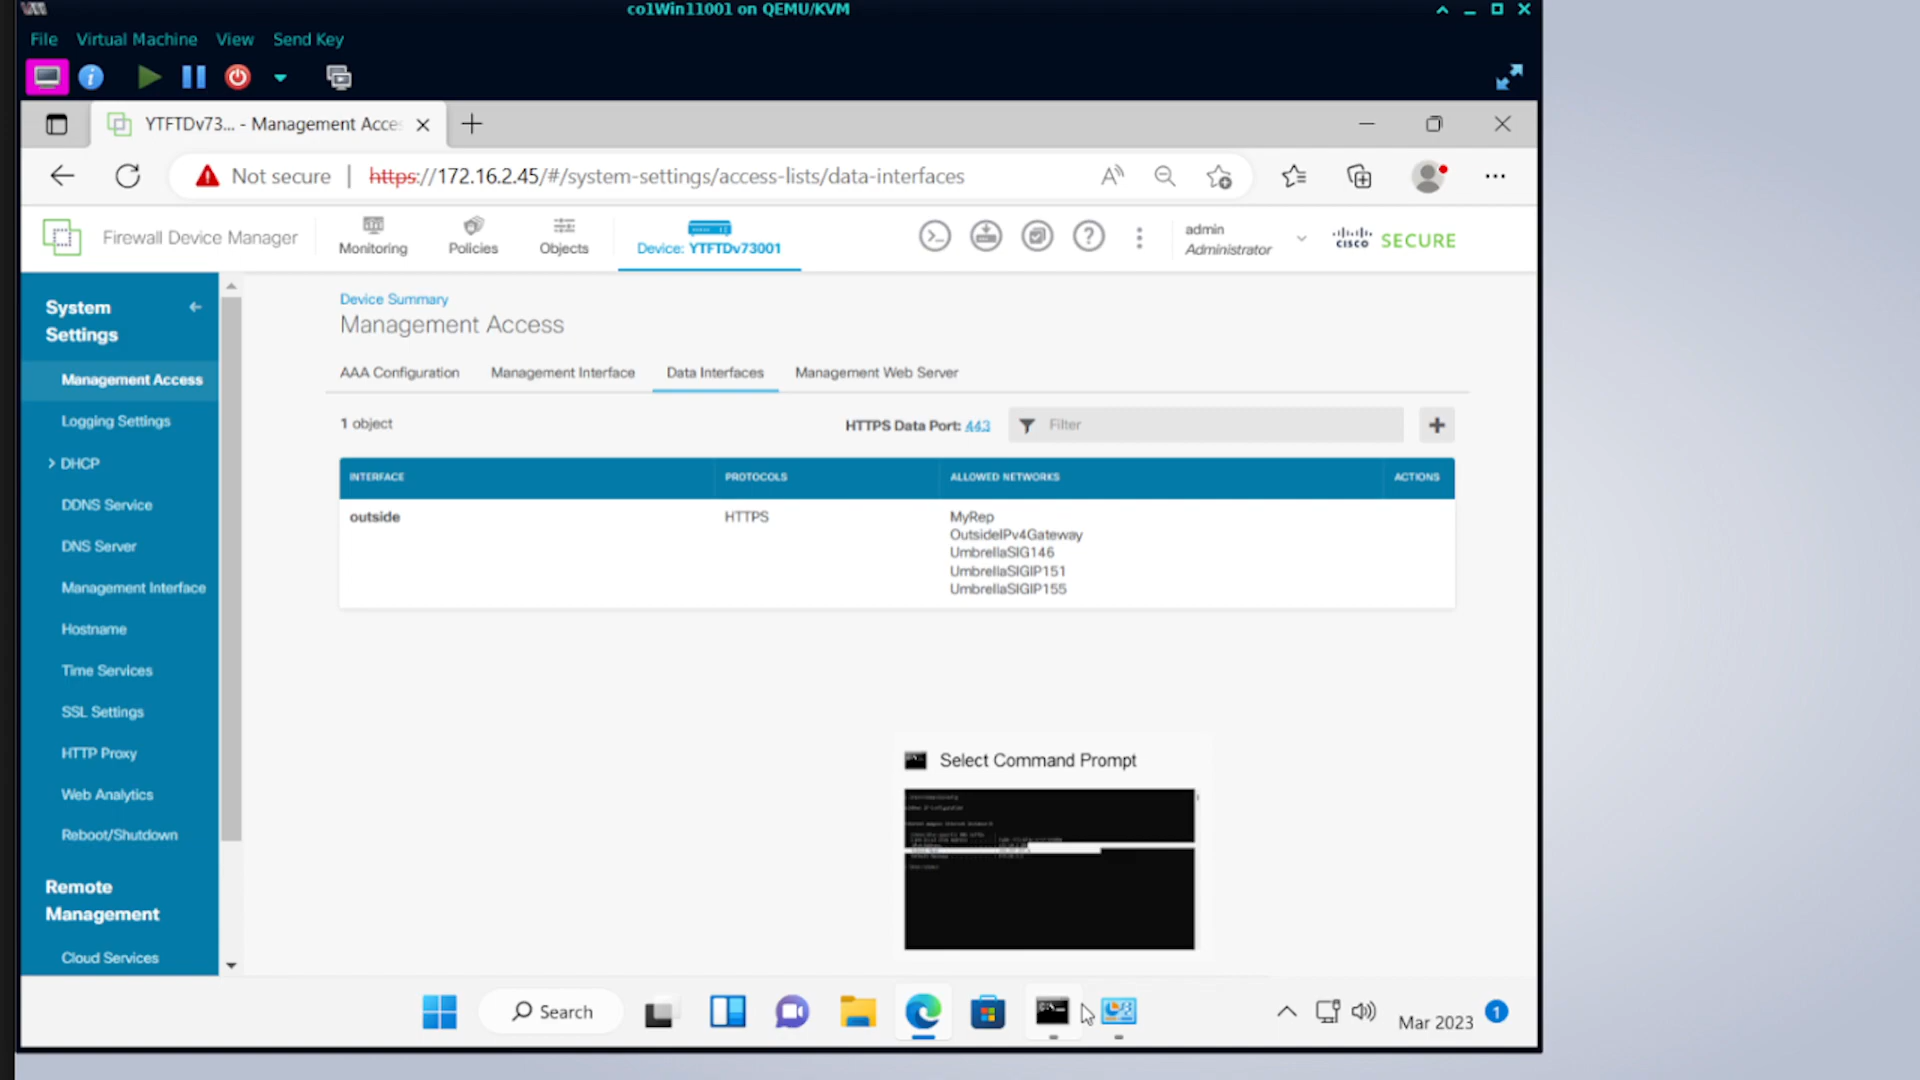 co1Win11001 on QEMU/KVM
File Virtual Machine View Send Key
YTFTDv73... - Management Acce
Not secure | https://172.16.2.45/#/system-settings/access-lists/data-interfaces
Firewall Device Manager
Monitoring
Policies
Objects
Device: YTFTDv73001
admin
Administrator
cisco SECURE
System
Settings
Management Access
Logging Settings
DHCP
DDNS Service
DNS Server
Management Interface
Hostname
Time Services
SSL Settings
HTTP Proxy
Web Analytics
Reboot/Shutdown
Remote
Management
Cloud Services
Device Summary
Management Access
AAA Configuration Management Interface Data Interfaces Management Web Server
1 object
HTTPS Data Port: 443
Filter
INTERFACE PROTOCOLS ALLOWED NETWORKS ACTIONS
outside HTTPS MyRep
OutsideIPv4Gateway
UmbrellaSIG146
UmbrellaSIGIP151
UmbrellaSIGIP155
Select Command Prompt
Search
Mar 2023
1